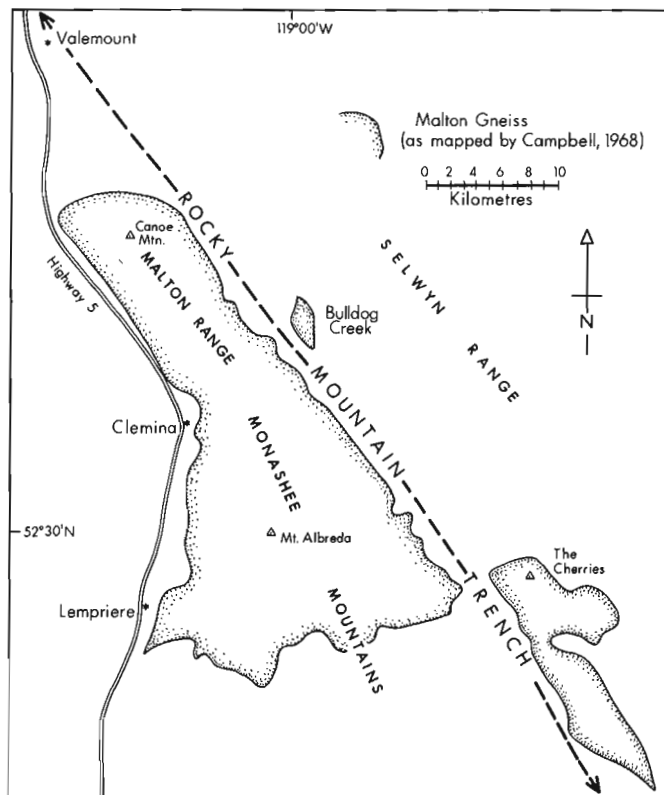 119°00'W
Valemount
Malton Gneiss
(as mapped by Campbell, 1968)
0 2 4 6 8 10
Kilometres
ROCKY MOUNTAIN TRENCH
Canoe
Mtn.
SELWYN RANGE
MALTON RANGE
Highway 5
N
Bulldog
Creek
Clemina
MONASHEE MOUNTAINS
52°30'N
Mt. Albreda
The
Cherries
Lempriere